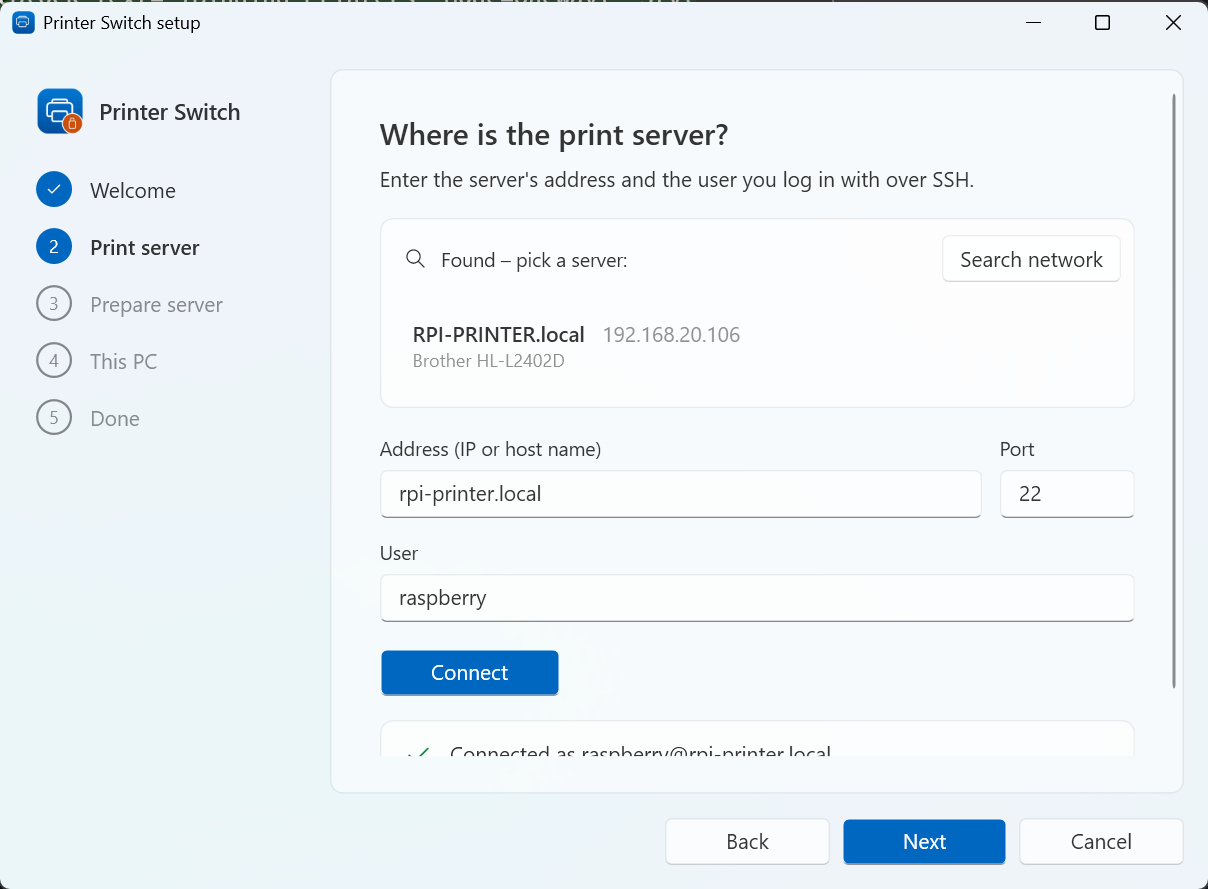 Printer Switch setup
Printer Switch
Welcome
2 Print server
3 Prepare server
4 This PC
5 Done
Where is the print server?
Enter the server's address and the user you log in with over SSH.
Found – pick a server:
Search network
RPI-PRINTER.local 192.168.20.106
Brother HL-L2402D
Address (IP or host name) Port
rpi-printer.local 22
User
raspberry
Connect
Connected as raspberry@rpi-printer.local
Back Next Cancel